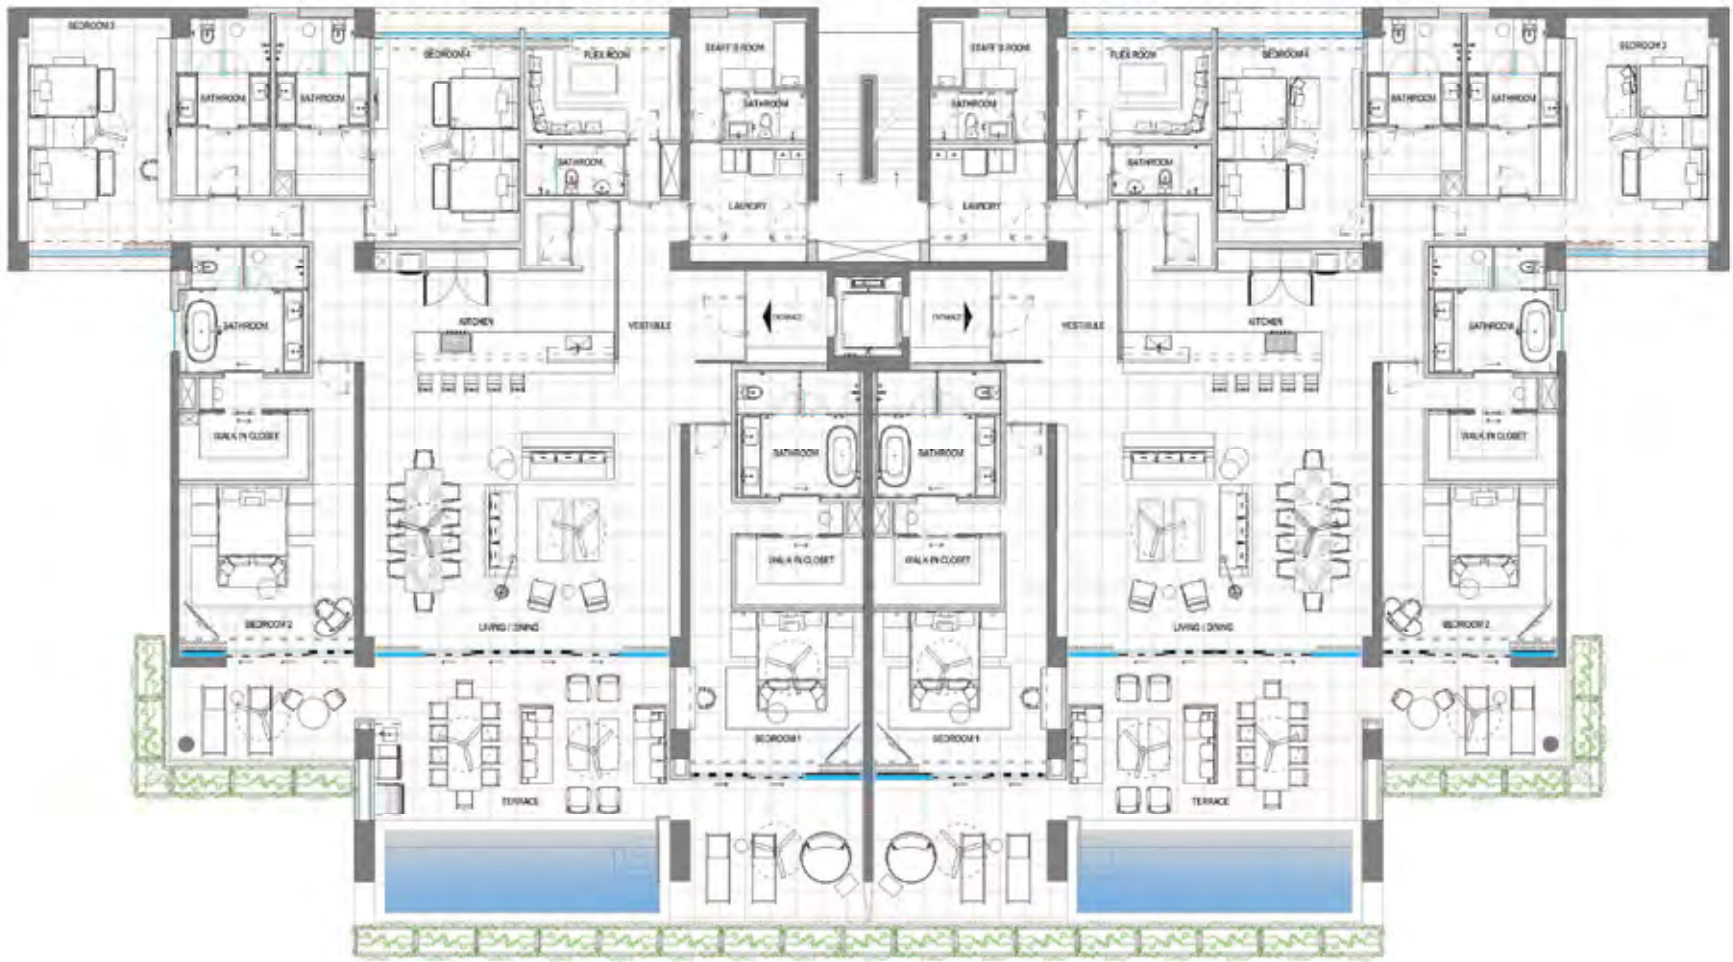 BEDROOM 3
BEDROOM 4
FLEX ROOM
STAFF'S ROOM
STAFF'S ROOM
FLEX ROOM
BEDROOM 4
BEDROOM 3
BATHROOM
BATHROOM
BATHROOM
BATHROOM
BATHROOM
BATHROOM
BATHROOM
BATHROOM
LAUNDRY
LAUNDRY
BATHROOM
KITCHEN
VESTIBULE
ENTRANCE
ENTRANCE
VESTIBULE
KITCHEN
BATHROOM
WALK IN CLOSET
BATHROOM
BATHROOM
WALK IN CLOSET
WALK IN CLOSET
WALK IN CLOSET
BEDROOM 2
LIVING / DINING
LIVING / DINING
BEDROOM 2
BEDROOM 1
BEDROOM 1
TERRACE
TERRACE